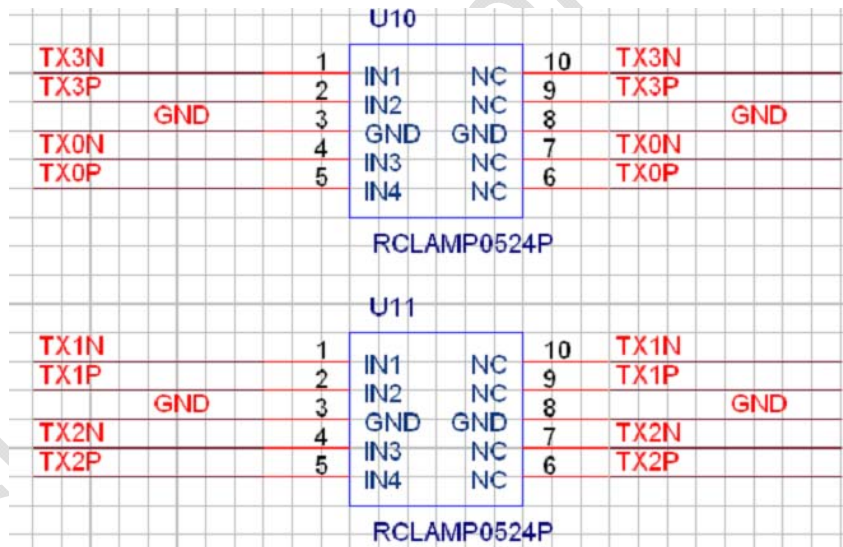 U10
TX3N 1 IN1 NC 10 TX3N
TX3P 2 IN2 NC 9 TX3P
GND 3 GND GND 8 GND
TX0N 4 IN3 NC 7 TX0N
TX0P 5 IN4 NC 6 TX0P
RCLAMP0524P
U11
TX1N 1 IN1 NC 10 TX1N
TX1P 2 IN2 NC 9 TX1P
GND 3 GND GND 8 GND
TX2N 4 IN3 NC 7 TX2N
TX2P 5 IN4 NC 6 TX2P
RCLAMP0524P